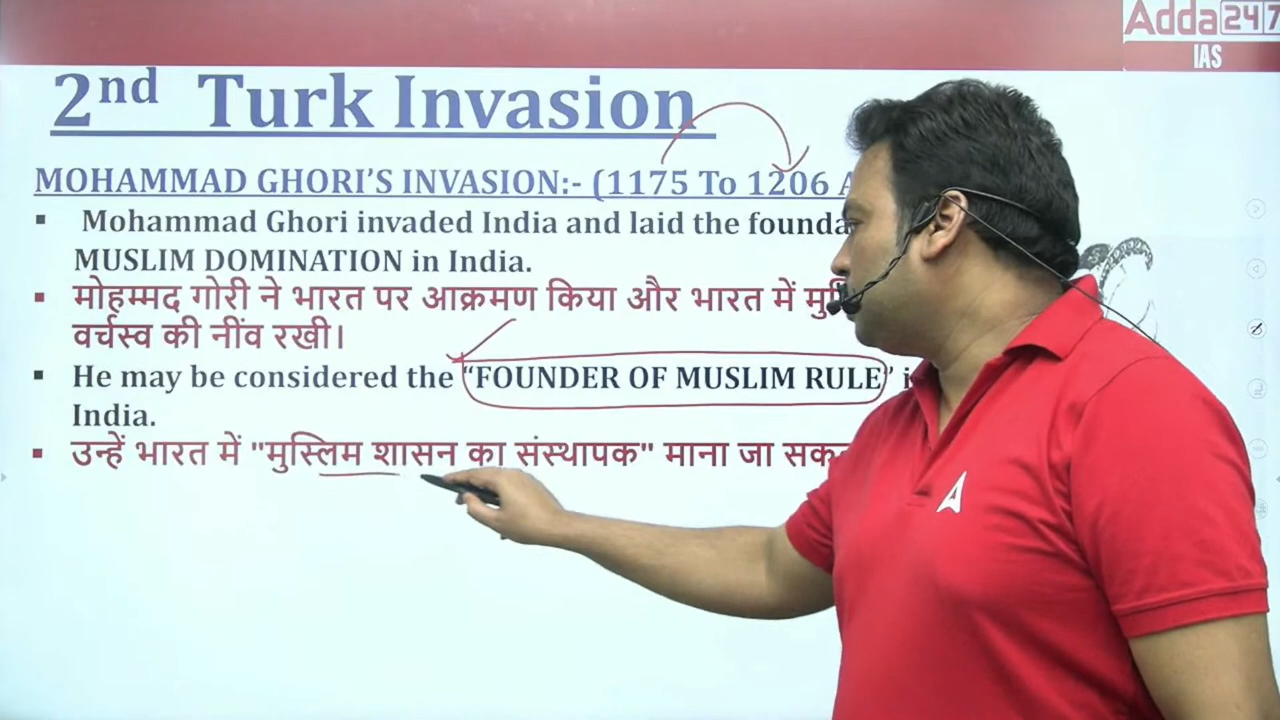 Adda247
IAS
2nd Turk Invasion
MOHAMMAD GHORI'S INVASION:- (1175 To 1206
▪ Mohammad Ghori invaded India and laid the
MUSLIM DOMINATION in India.
▪ मोहम्मद गोरी ने भारत पर आक्रमण किया और भारत में
वर्चस्व की नींव रखी।
▪ He may be considered the “FOUNDER OF MUSLIM RULE”
India.
▪ उन्हें भारत में "मुस्लिम शासन का संस्थापक" माना जा